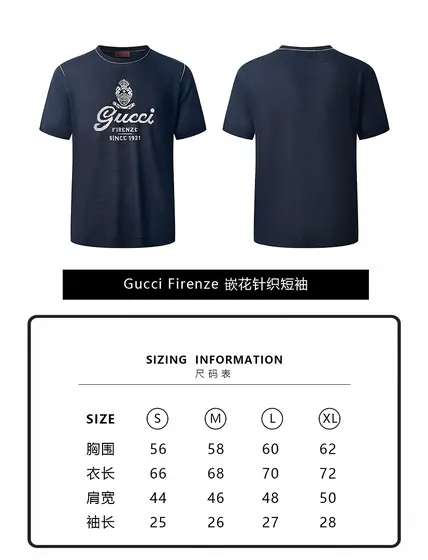 Gucci
FIRENZE
SINCE 1921
Gucci Firenze 嵌花针织短袖
SIZING INFORMATION
尺码表
SIZE S M L XL
胸围 56 58 60 62
衣长 66 68 70 72
肩宽 44 46 48 50
袖长 25 26 27 28